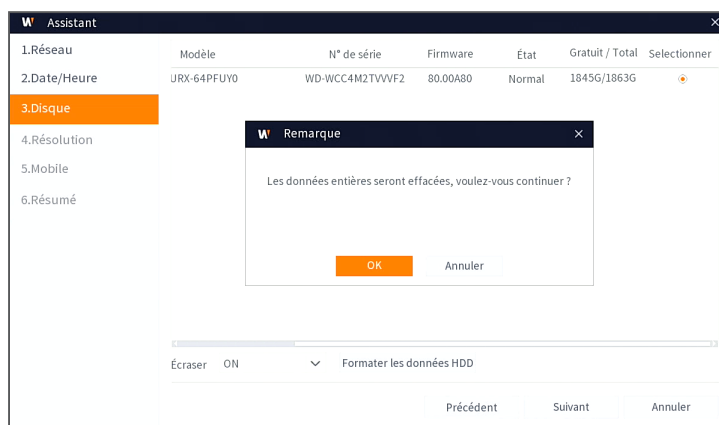 Assistant
1.Réseau
2.Date/Heure
3.Disque
4.Résolution
5.Mobile
6.Résumé
Modèle N° de série Firmware État Gratuit / Total Selectionner
URX-64PFUY0 WD-WCC4M2TVVVF2 80.00A80 Normal 1845G/1863G
Remarque
Les données entières seront effacées, voulez-vous continuer ?
OK Annuler
Écraser ON Formater les données HDD
Précédent Suivant Annuler